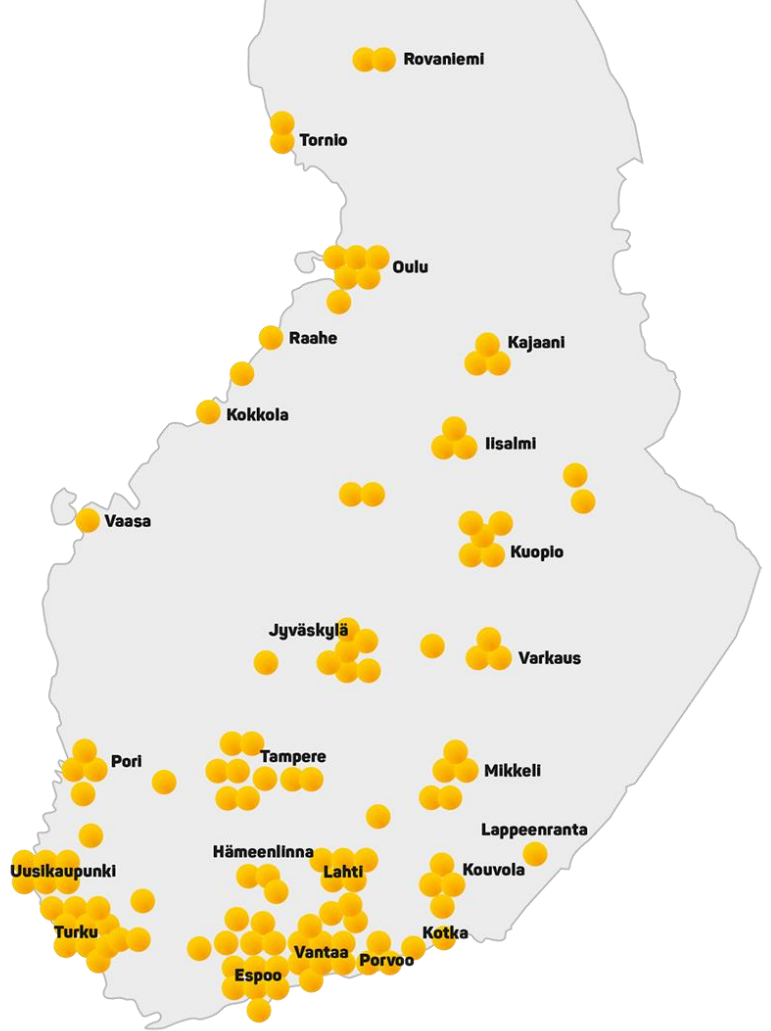 Rovaniemi
Tornio
Oulu
Raahe
Kajaani
Kokkola
Iisalmi
Vaasa
Kuopio
Jyväskylä
Varkaus
Pori
Tampere
Mikkeli
Lappeenranta
Hämeenlinna
Uusikaupunki
Lahti
Kouvola
Turku
Kotka
Vantaa
Porvoo
Espoo